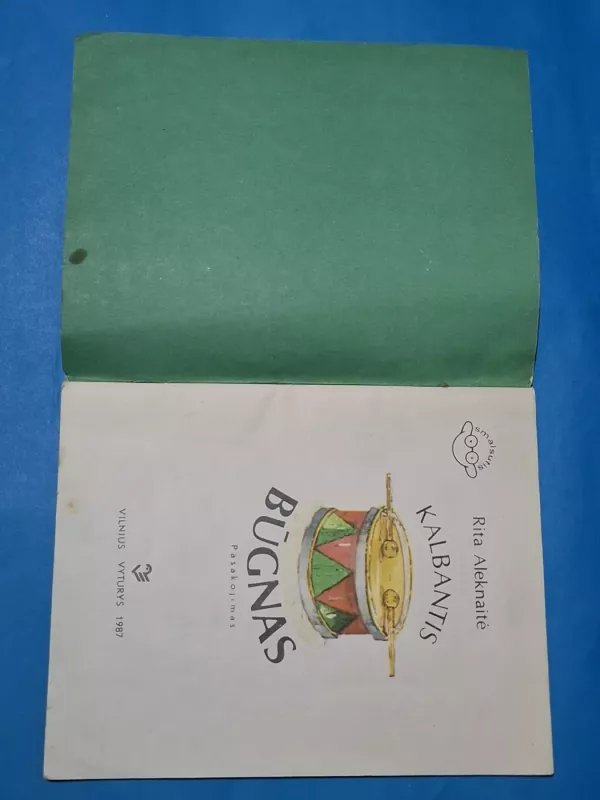 smalsutis
Rita Aleknaitė
KALBANTIS
BŪGNAS
Pasakojimas
VILNIUS VYTURYS 1987